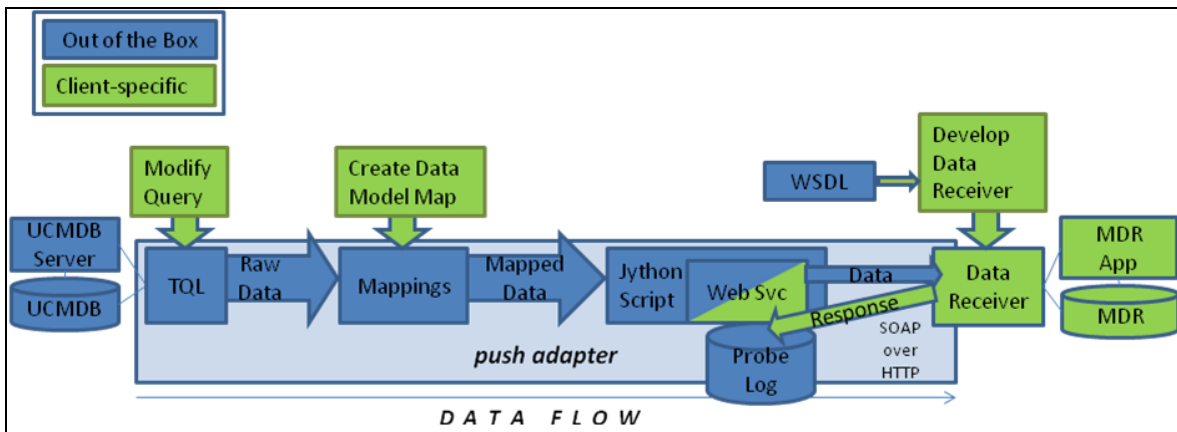 Out of the Box
Client-specific
Modify
Query
Create Data
Model Map
WSDL
Develop
Data
Receiver
UCMDB
Server
UCMDB
TQL
Raw
Data
Mappings
Mapped
Data
Jython
Script
Web Svc
Data
Response
Data
Receiver
MDR
App
MDR
push adapter
Probe
Log
SOAP
over
HTTP
DATA FLOW